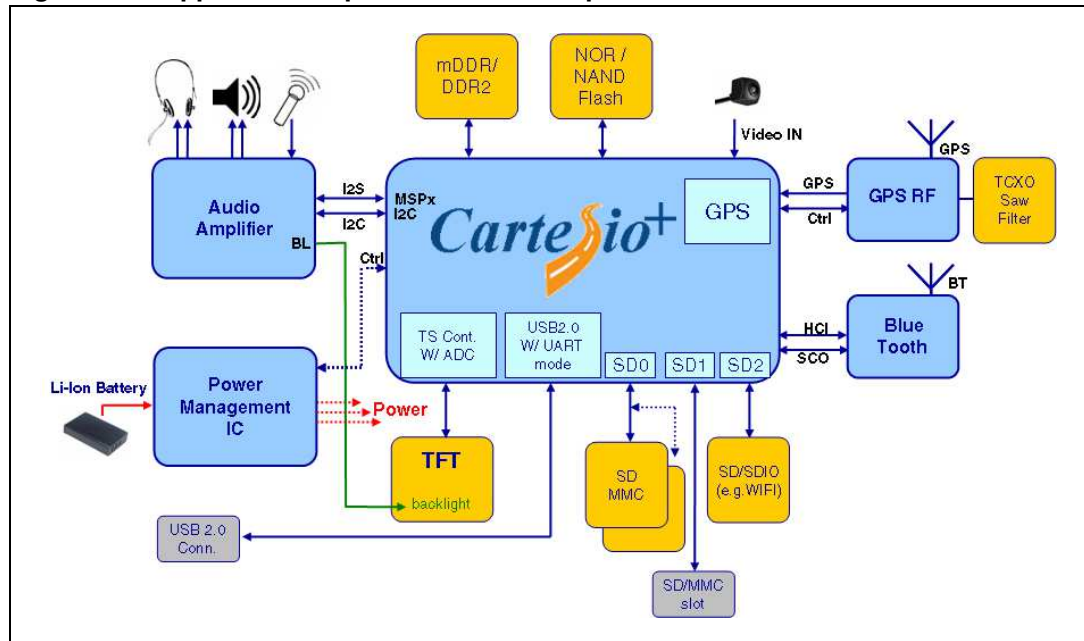 mDDR/
DDR2
NOR /
NAND
Flash
Video IN
GPS
Audio
Amplifier
I2S
I2C
BL
MSPx
I2C
Cartesio+
GPS
GPS
Ctrl
GPS RF
TCXO
Saw
Filter
Ctrl
BT
HCI
SCO
Blue
Tooth
TS Cont.
W/ ADC
USB2.0
W/ UART
mode
SD0
SD1
SD2
Li-Ion Battery
Power
Management
IC
Power
TFT
backlight
SD
MMC
SD/SDIO
(e.g.WIFI)
USB 2.0
Conn.
SD/MMC
slot